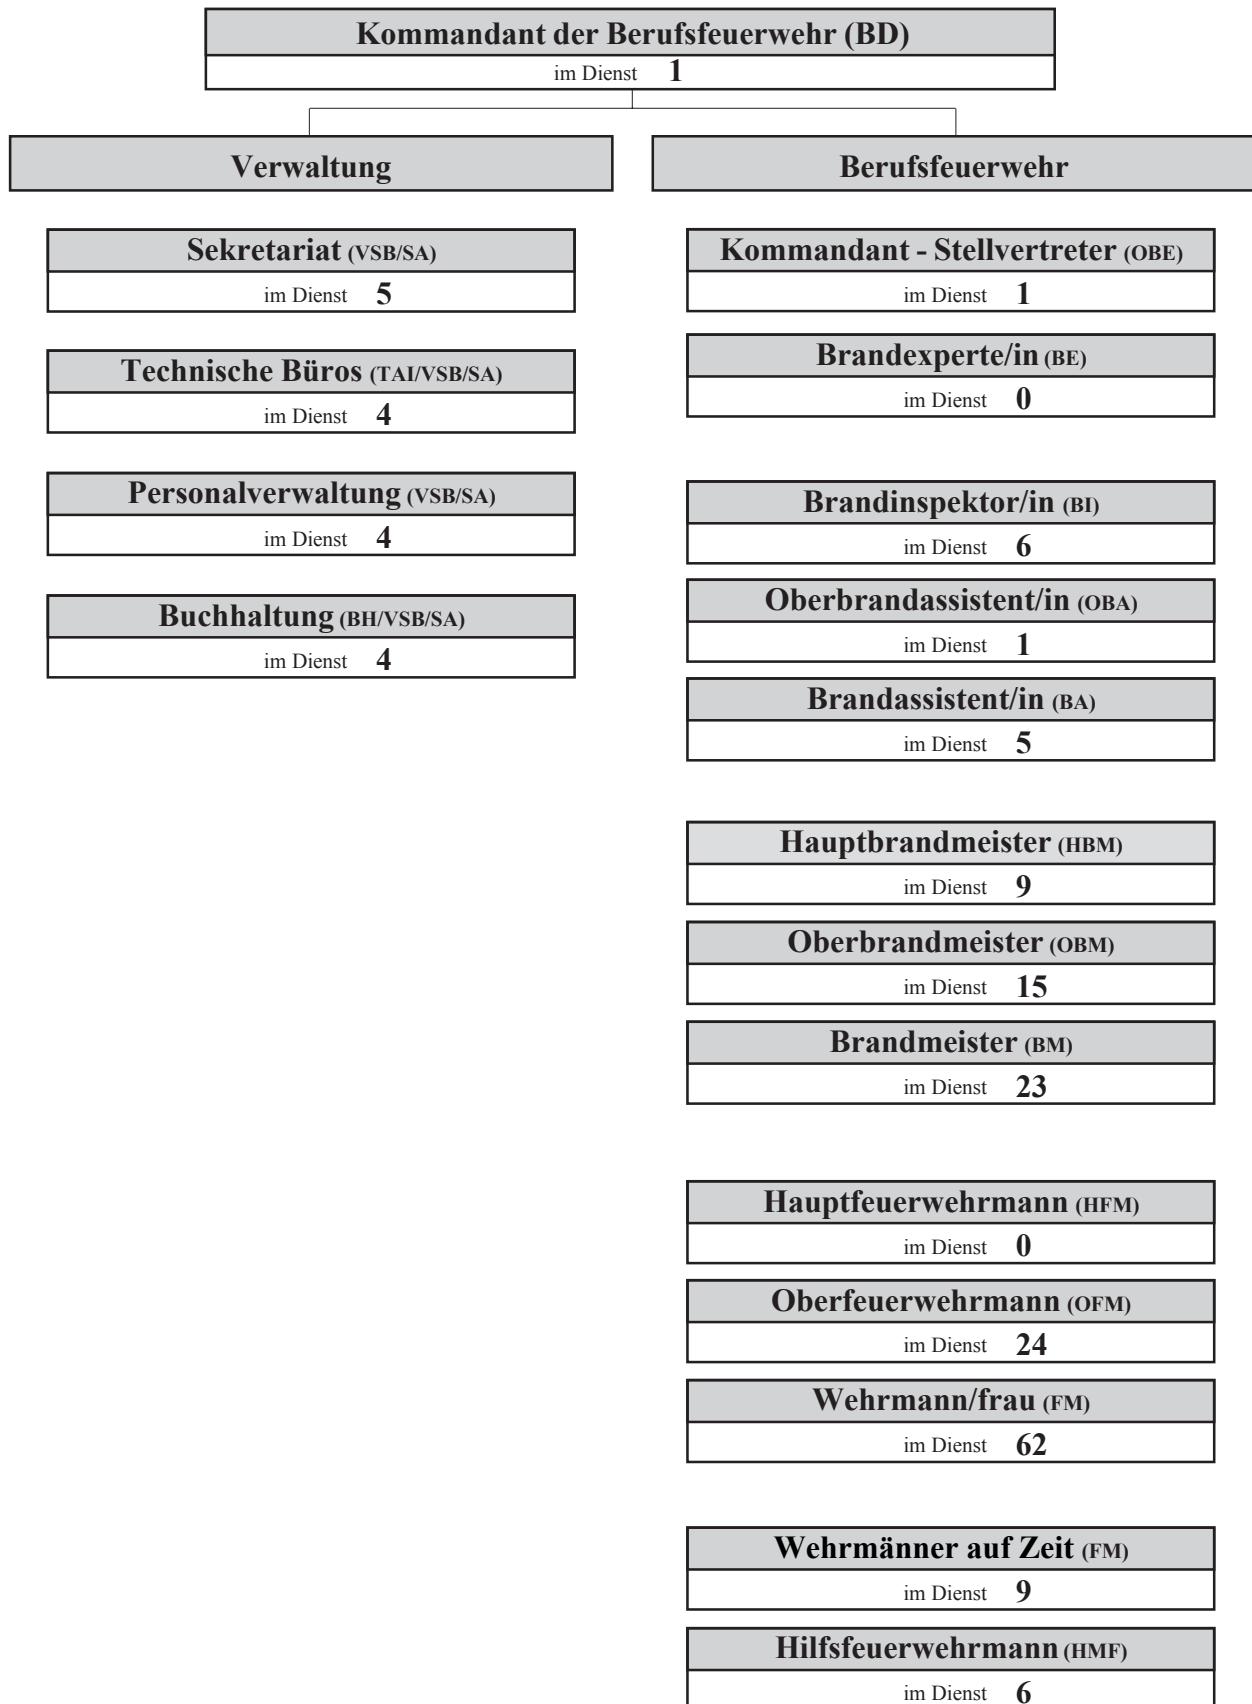 Kommandant der Berufsfeuerwehr (BD)
im Dienst 1
Verwaltung
Berufsfeuerwehr
Sekretariat (VSB/SA)
im Dienst 5
Technische Büros (TAI/VSB/SA)
im Dienst 4
Personalverwaltung (VSB/SA)
im Dienst 4
Buchhaltung (BH/VSB/SA)
im Dienst 4
Kommandant - Stellvertreter (OBE)
im Dienst 1
Brandexperte/in (BE)
im Dienst 0
Brandinspektor/in (BI)
im Dienst 6
Oberbrandassistent/in (OBA)
im Dienst 1
Brandassistent/in (BA)
im Dienst 5
Hauptbrandmeister (HBM)
im Dienst 9
Oberbrandmeister (OBM)
im Dienst 15
Brandmeister (BM)
im Dienst 23
Hauptfeuerwehrmann (HFM)
im Dienst 0
Oberfeuerwehrmann (OFM)
im Dienst 24
Wehrmann/frau (FM)
im Dienst 62
Wehrmänner auf Zeit (FM)
im Dienst 9
Hilfsfeuerwehrmann (HMF)
im Dienst 6